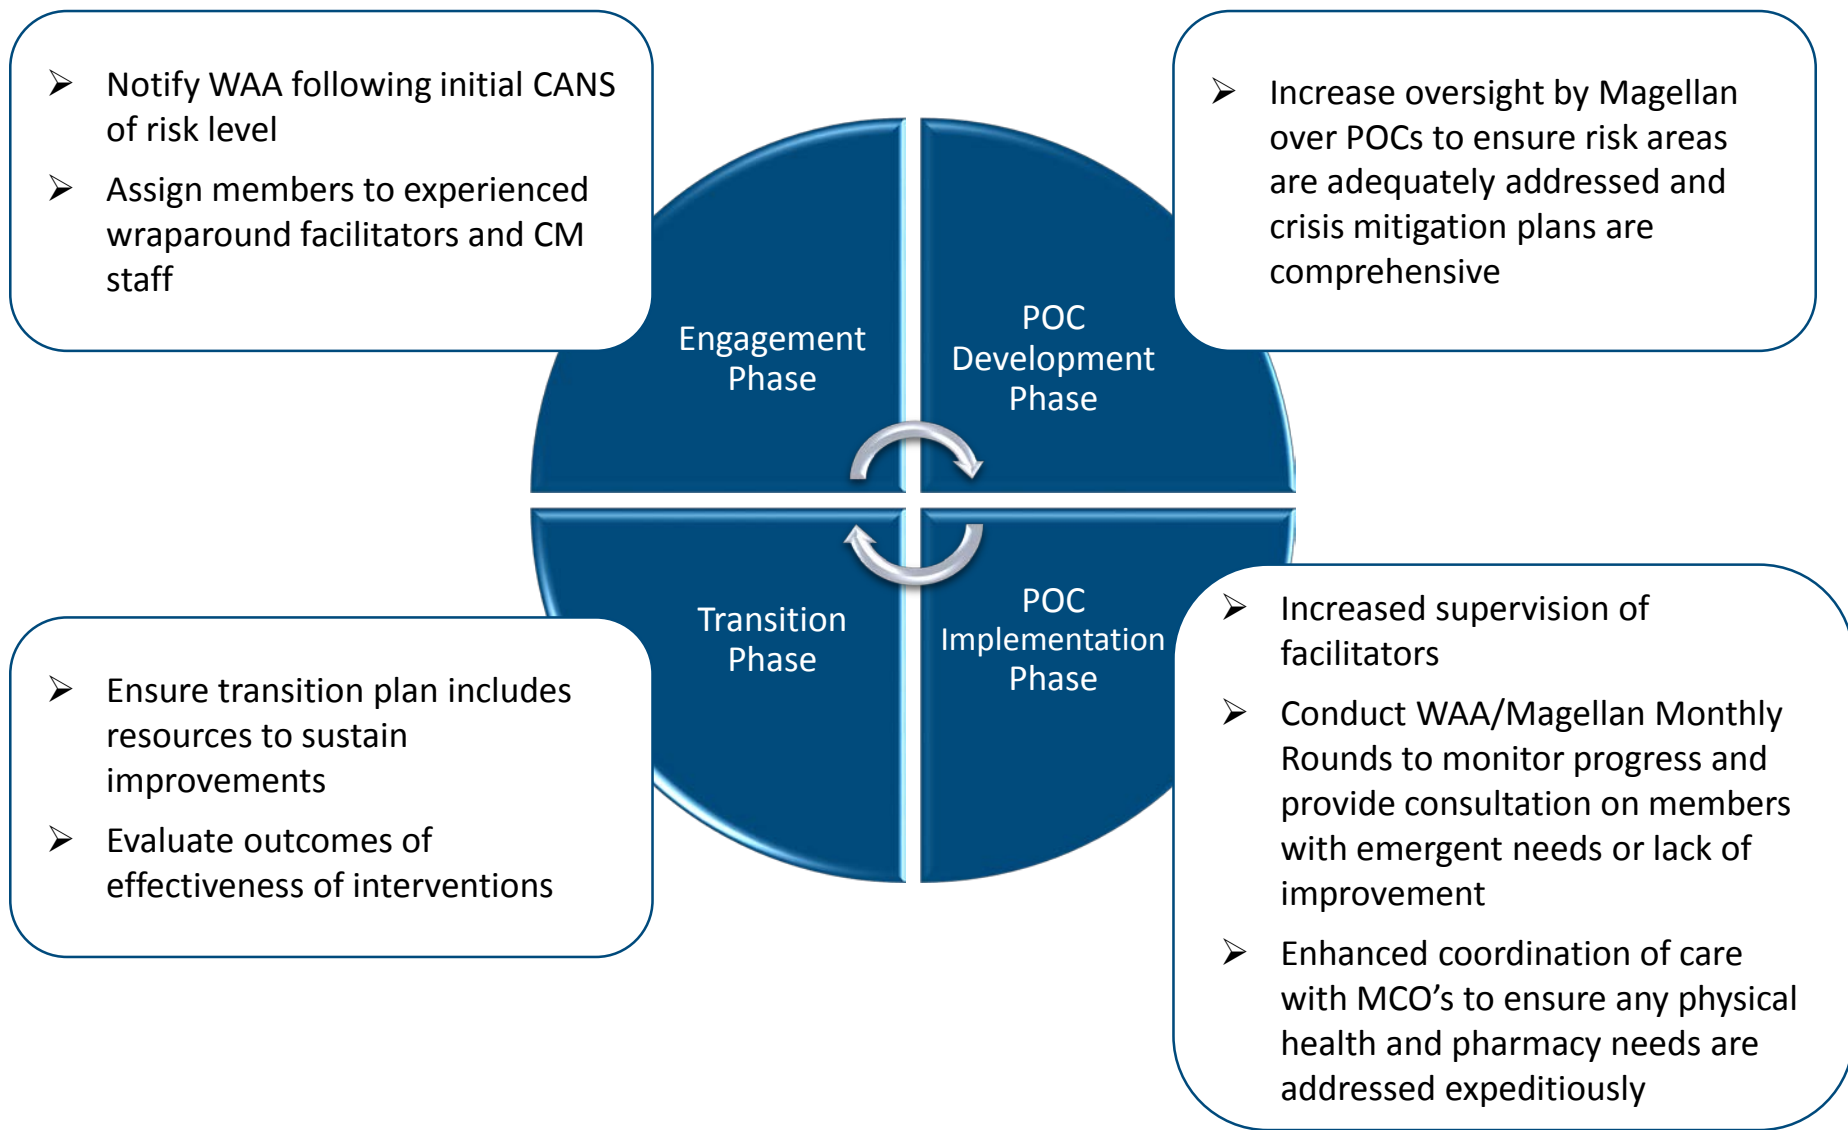 Notify WAA following initial CANS
of risk level
Assign members to experienced
wraparound facilitators and CM
staff
Increase oversight by Magellan
over POCs to ensure risk areas
are adequately addressed and
crisis mitigation plans are
comprehensive
Engagement
Phase
POC
Development
Phase
Transition
Phase
POC
Implementation
Phase
Ensure transition plan includes
resources to sustain
improvements
Evaluate outcomes of
effectiveness of interventions
Increased supervision of
facilitators
Conduct WAA/Magellan Monthly
Rounds to monitor progress and
provide consultation on members
with emergent needs or lack of
improvement
Enhanced coordination of care
with MCO’s to ensure any physical
health and pharmacy needs are
addressed expeditiously